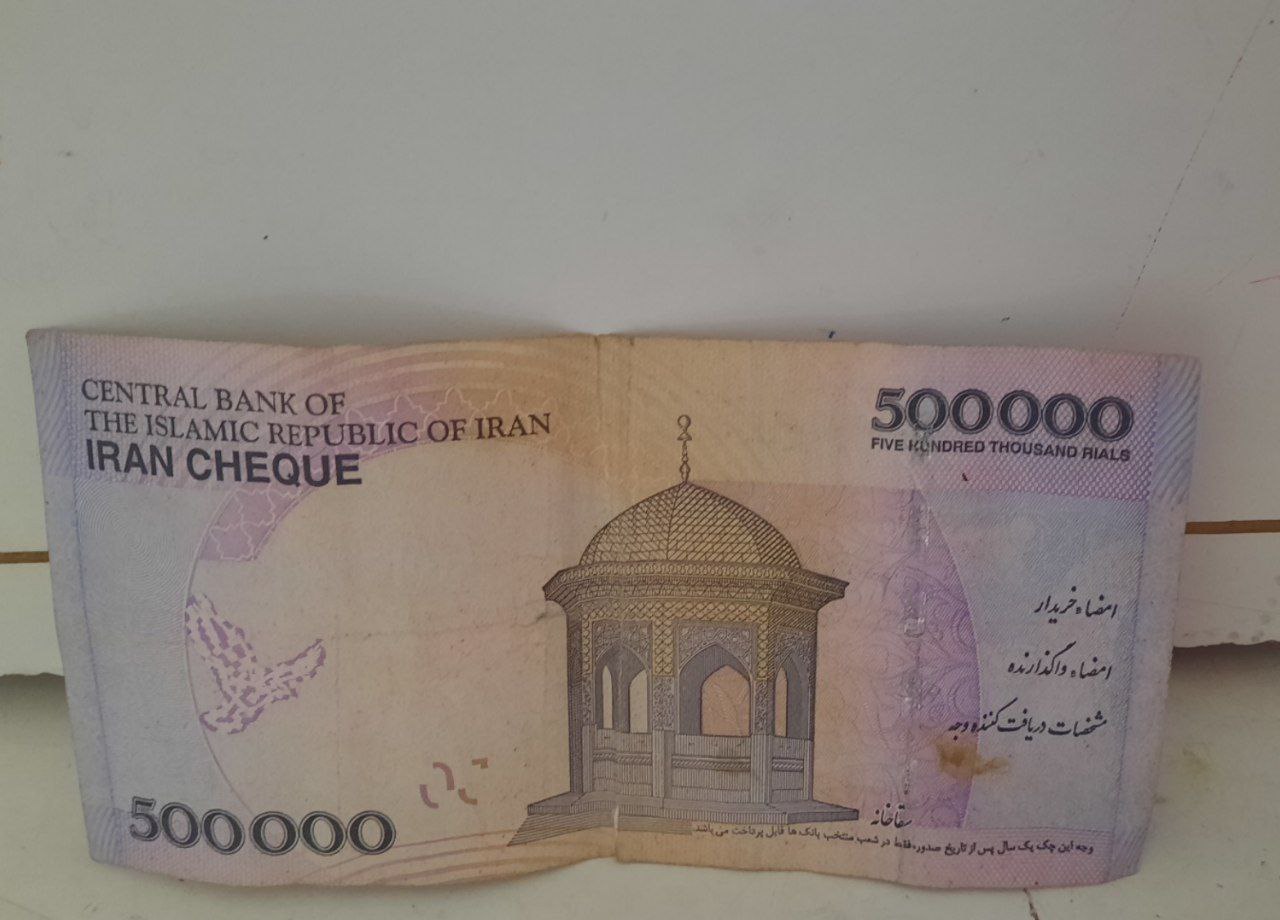 CENTRAL BANK OF
THE ISLAMIC REPUBLIC OF IRAN
IRAN CHEQUE
500000
FIVE HUNDRED THOUSAND RIALS
امضاء خریدار
امضاء واگذارنده
مشخصات دریافت کننده وجه
سقاخانه
وجه این چک یک سال پس از تاریخ صدور، فقط در شعب منتخب بانک ها قابل پرداخت می باشد.
500000